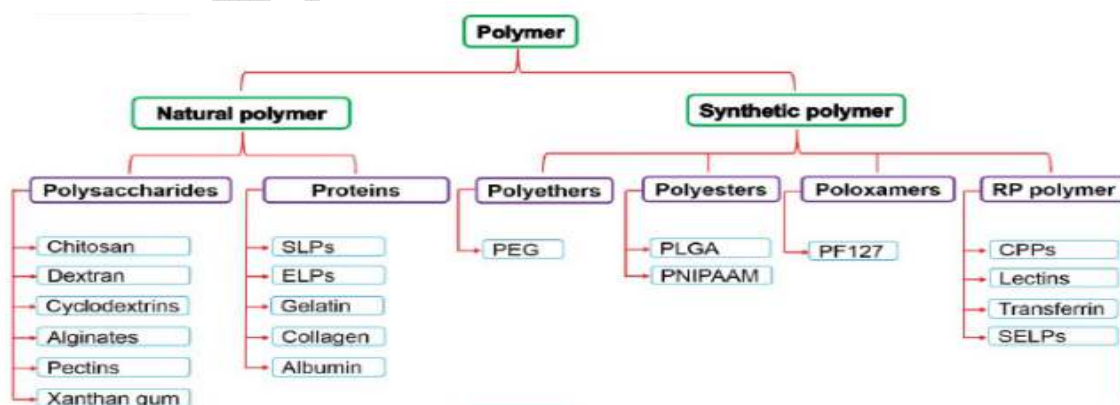 Polymer
Natural polymer
Synthetic polymer
Polysaccharides
Proteins
Polyethers
Polyesters
Poloxamers
RP polymer
Chitosan
Dextran
Cyclodextrins
Alginates
Pectins
Xanthan gum
SLPs
ELPs
Gelatin
Collagen
Albumin
PEG
PLGA
PNIPAAM
PF127
CPPs
Lectins
Transferrin
SELPs